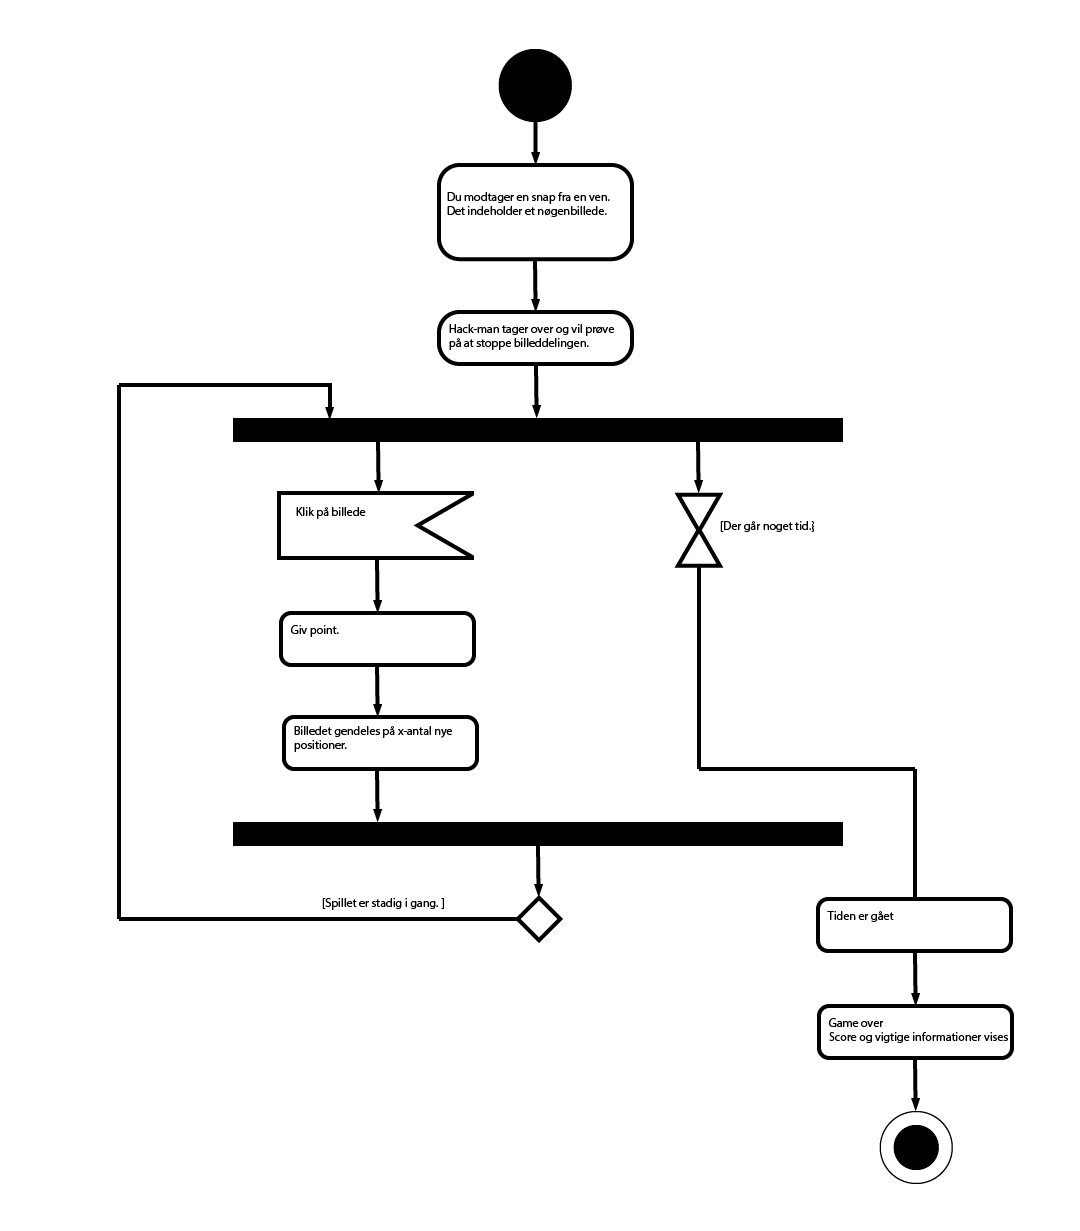 Du modtager en snap fra en ven.
Det indeholder et nøgenbillede.
Hack-man tager over og vil prøve
på at stoppe billeddelingen.
Klik på billede
[Der går noget tid.}
Giv point.
Billedet gendeles på x-antal nye
positioner.
[Spillet er stadig i gang. ]
Tiden er gået
Game over
Score og vigtige informationer vises